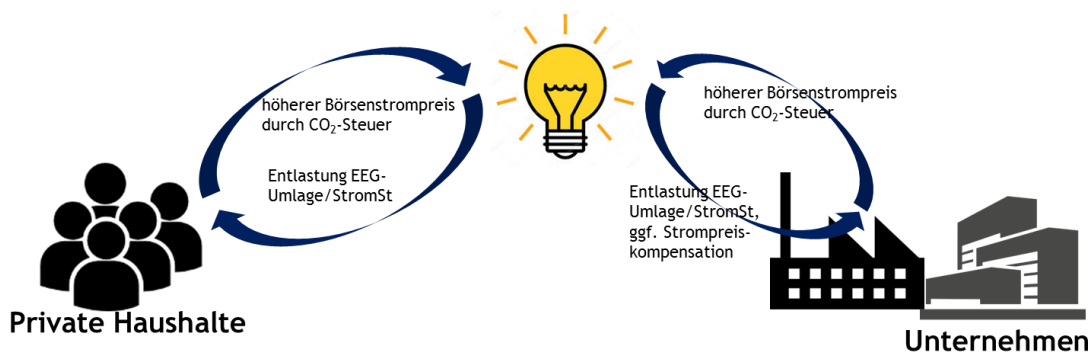 höherer Börsenstrompreis
durch CO₂-Steuer
Entlastung EEG-
Umlage/StromSt
Private Haushalte
höherer Börsenstrompreis
durch CO₂-Steuer
Entlastung EEG-
Umlage/StromSt,
ggf. Strompreis-
kompensation
Unternehmen